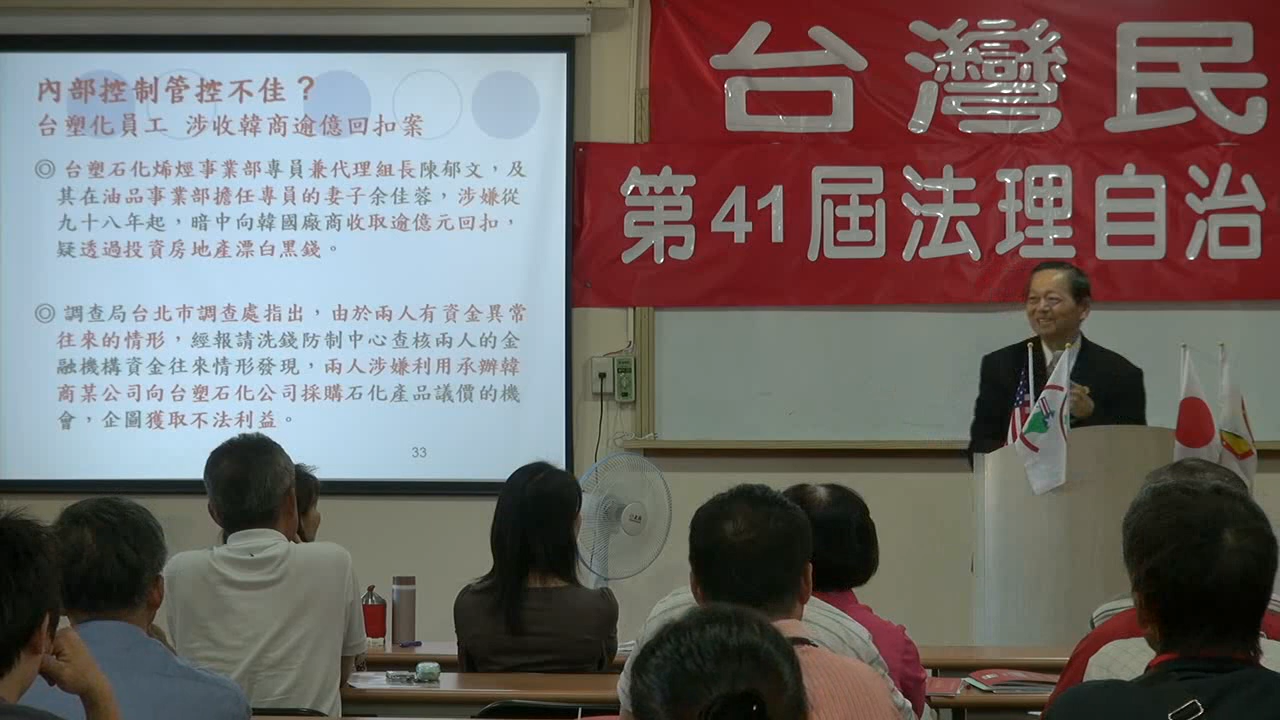 內部控制管控不佳？
台塑化員工 涉收韓商逾億回扣案
◎ 台塑石化烯烴事業部專員兼代理組長陳郁文，及
其在油品事業部擔任專員的妻子余佳蓉，涉嫌從
九十八年起，暗中向韓國廠商收取逾億元回扣，
疑透過投資房地產漂白黑錢。
◎ 調查局台北市調查處指出，由於兩人有資金異常
往來的情形，經報請洗錢防制中心查核兩人的金
融機構資金往來情形發現，兩人涉嫌利用承辦韓
商某公司向台塑石化公司採購石化產品議價的機
會，企圖獲取不法利益。
33
台灣民
第41屆法理自治